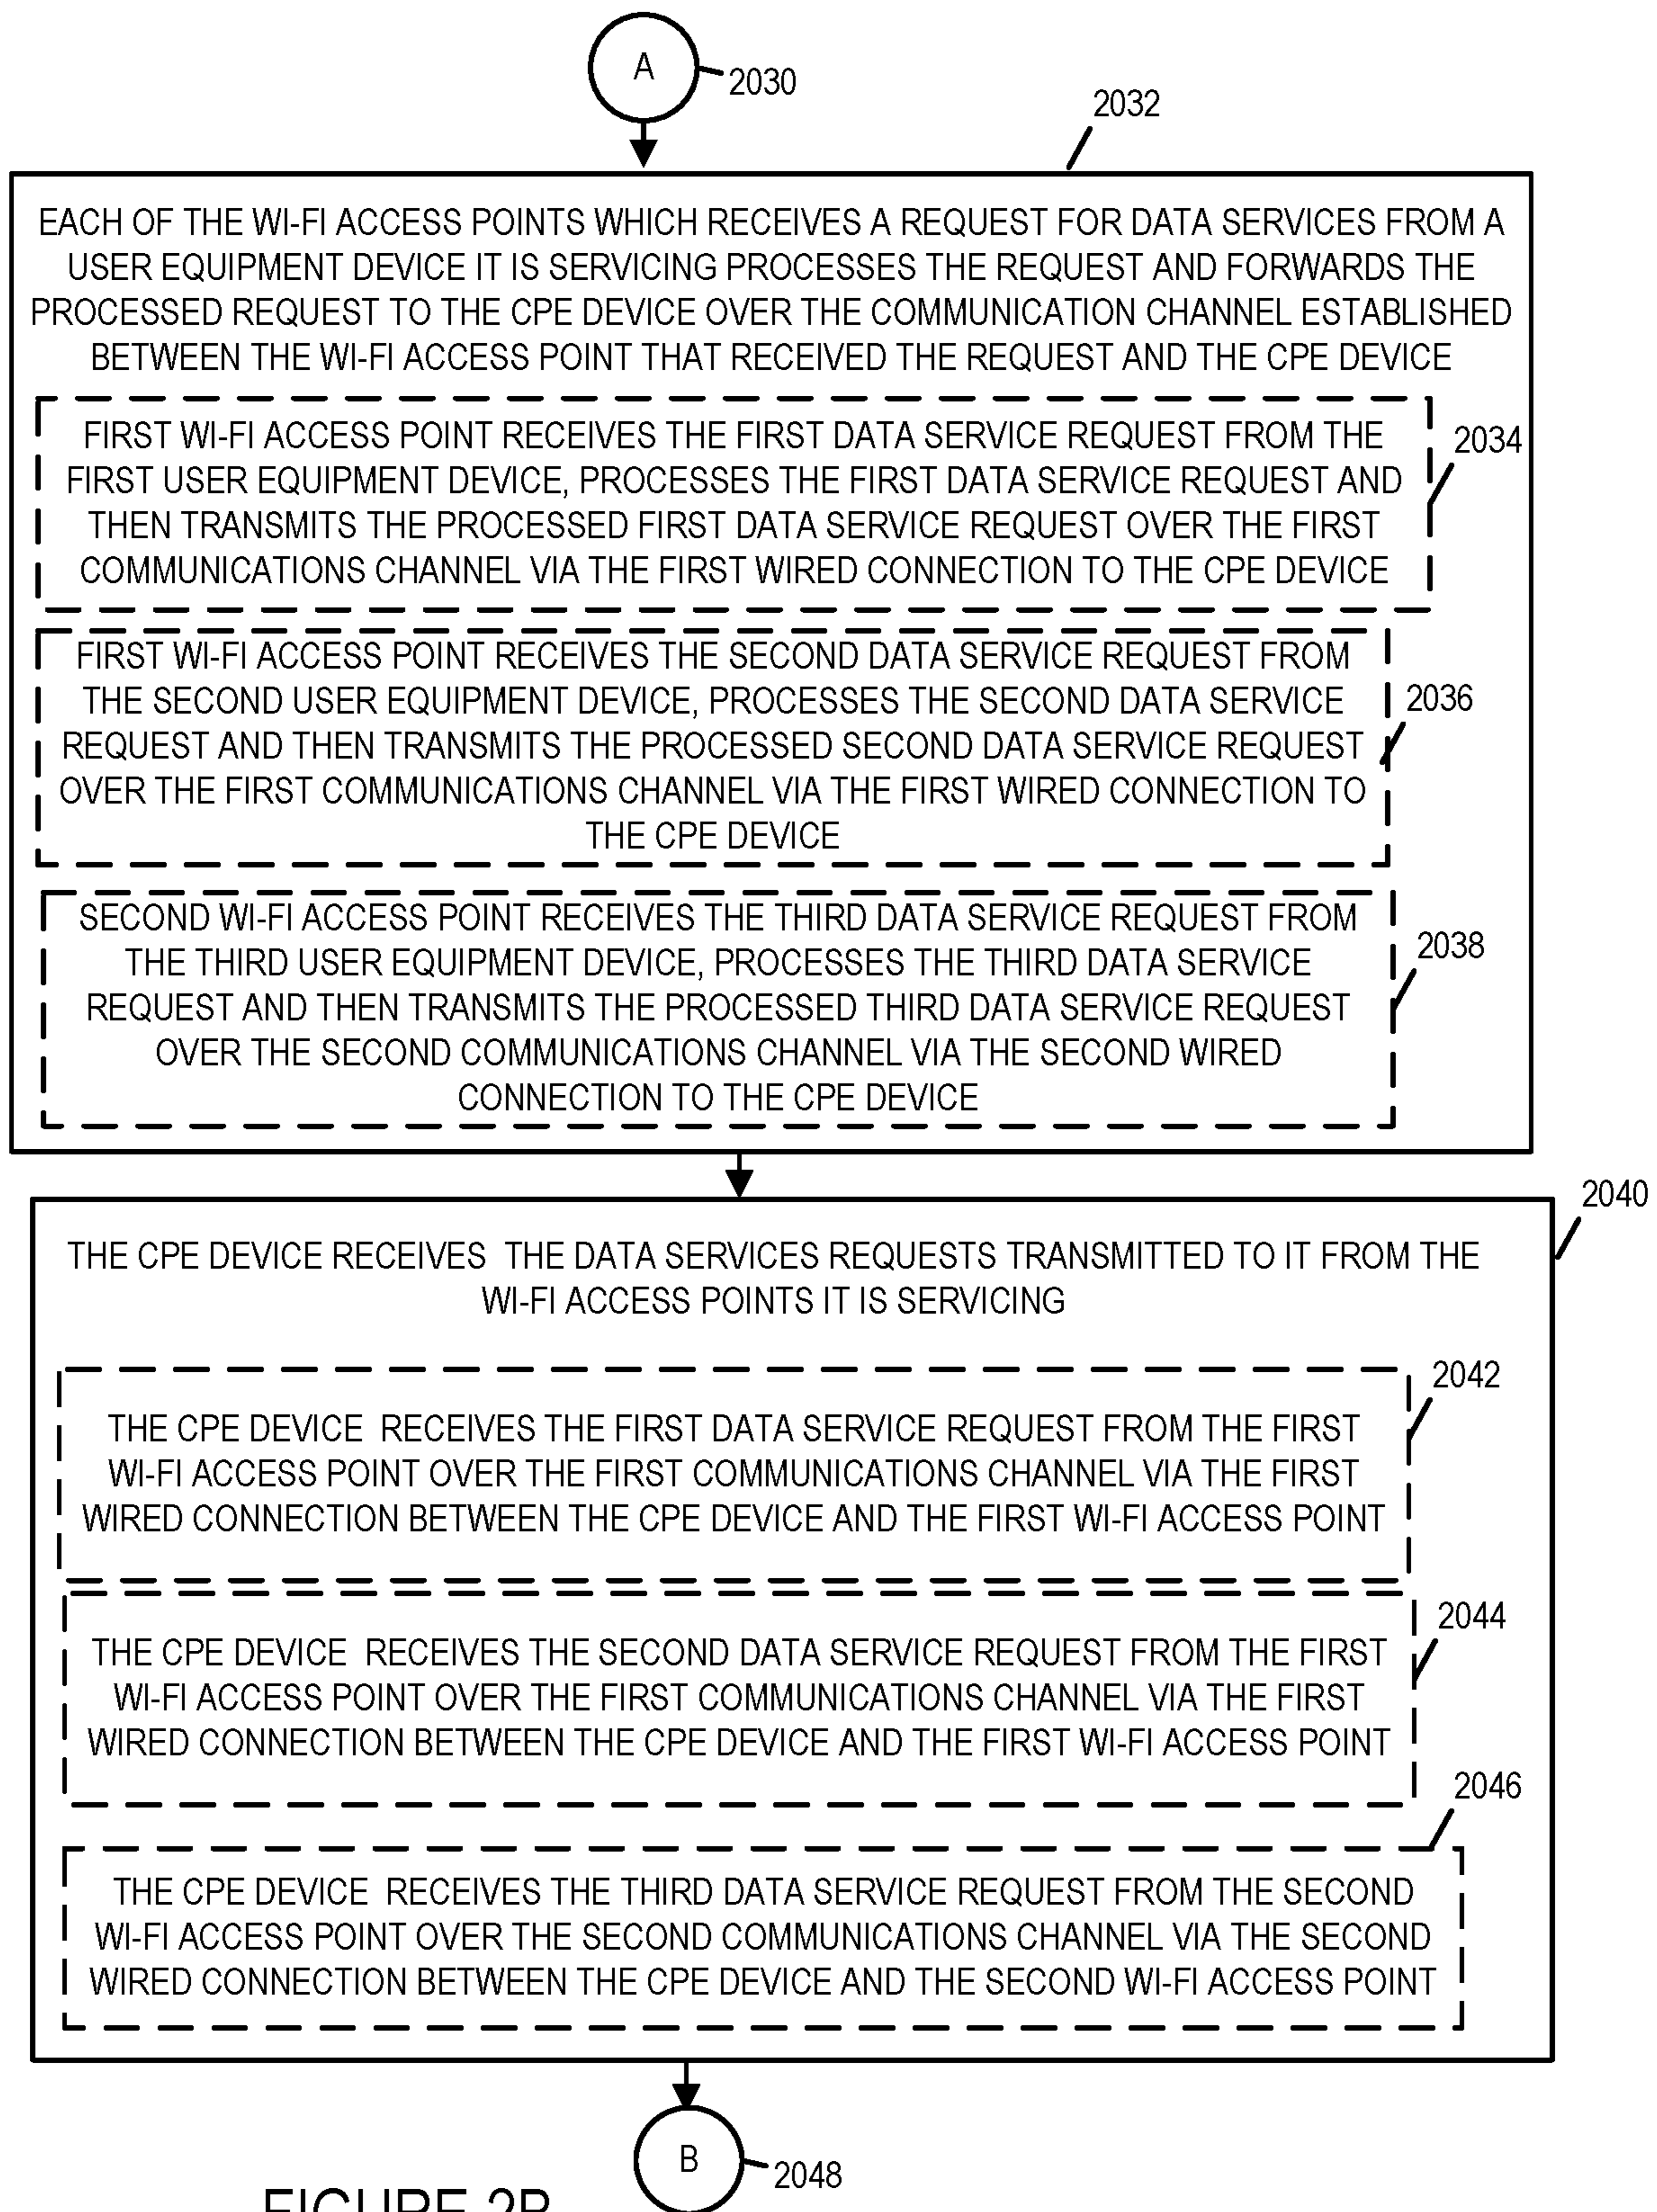 A
2030
2032
EACH OF THE WI-FI ACCESS POINTS WHICH RECEIVES A REQUEST FOR DATA SERVICES FROM A
USER EQUIPMENT DEVICE IT IS SERVICING PROCESSES THE REQUEST AND FORWARDS THE
PROCESSED REQUEST TO THE CPE DEVICE OVER THE COMMUNICATION CHANNEL ESTABLISHED
BETWEEN THE WI-FI ACCESS POINT THAT RECEIVED THE REQUEST AND THE CPE DEVICE
FIRST WI-FI ACCESS POINT RECEIVES THE FIRST DATA SERVICE REQUEST FROM THE
FIRST USER EQUIPMENT DEVICE, PROCESSES THE FIRST DATA SERVICE REQUEST AND
THEN TRANSMITS THE PROCESSED FIRST DATA SERVICE REQUEST OVER THE FIRST
COMMUNICATIONS CHANNEL VIA THE FIRST WIRED CONNECTION TO THE CPE DEVICE
2034
FIRST WI-FI ACCESS POINT RECEIVES THE SECOND DATA SERVICE REQUEST FROM
THE SECOND USER EQUIPMENT DEVICE, PROCESSES THE SECOND DATA SERVICE
REQUEST AND THEN TRANSMITS THE PROCESSED SECOND DATA SERVICE REQUEST
OVER THE FIRST COMMUNICATIONS CHANNEL VIA THE FIRST WIRED CONNECTION TO
THE CPE DEVICE
2036
SECOND WI-FI ACCESS POINT RECEIVES THE THIRD DATA SERVICE REQUEST FROM
THE THIRD USER EQUIPMENT DEVICE, PROCESSES THE THIRD DATA SERVICE
REQUEST AND THEN TRANSMITS THE PROCESSED THIRD DATA SERVICE REQUEST
OVER THE SECOND COMMUNICATIONS CHANNEL VIA THE SECOND WIRED
CONNECTION TO THE CPE DEVICE
2038
2040
THE CPE DEVICE RECEIVES THE DATA SERVICES REQUESTS TRANSMITTED TO IT FROM THE
WI-FI ACCESS POINTS IT IS SERVICING
2042
THE CPE DEVICE RECEIVES THE FIRST DATA SERVICE REQUEST FROM THE FIRST
WI-FI ACCESS POINT OVER THE FIRST COMMUNICATIONS CHANNEL VIA THE FIRST
WIRED CONNECTION BETWEEN THE CPE DEVICE AND THE FIRST WI-FI ACCESS POINT
2044
THE CPE DEVICE RECEIVES THE SECOND DATA SERVICE REQUEST FROM THE FIRST
WI-FI ACCESS POINT OVER THE FIRST COMMUNICATIONS CHANNEL VIA THE FIRST
WIRED CONNECTION BETWEEN THE CPE DEVICE AND THE FIRST WI-FI ACCESS POINT
2046
THE CPE DEVICE RECEIVES THE THIRD DATA SERVICE REQUEST FROM THE SECOND
WI-FI ACCESS POINT OVER THE SECOND COMMUNICATIONS CHANNEL VIA THE SECOND
WIRED CONNECTION BETWEEN THE CPE DEVICE AND THE SECOND WI-FI ACCESS POINT
B
2048
FIGURE 2B